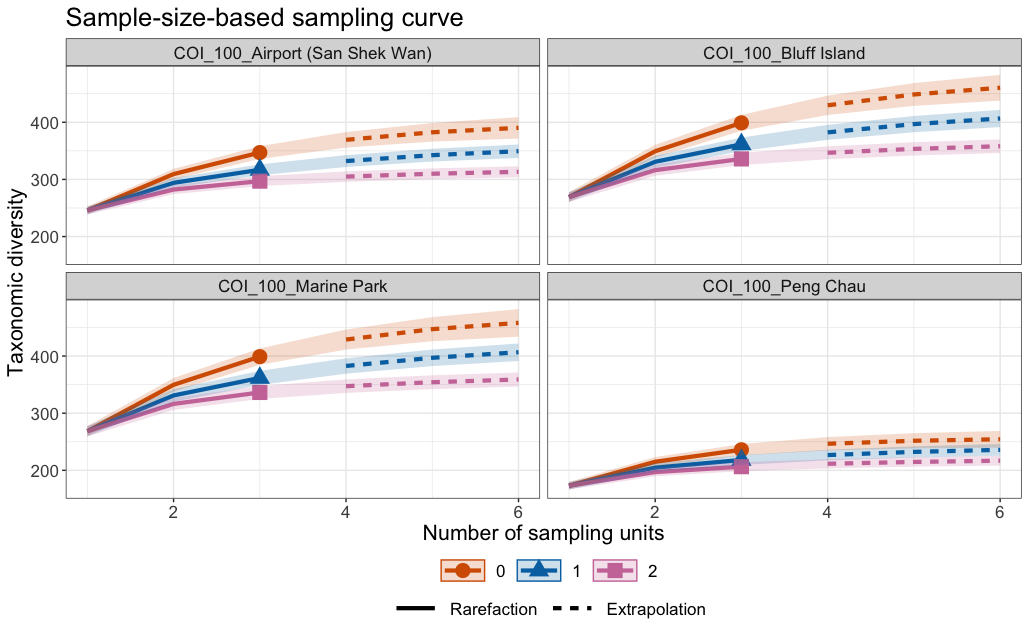 Sample-size-based sampling curve
COI_100_Airport (San Shek Wan)
COI_100_Bluff Island
400
300
200
COI_100_Marine Park
COI_100_Peng Chau
400
300
200
Taxonomic diversity
2 4 6 2 4 6
Number of sampling units
0 1 2
Rarefaction Extrapolation